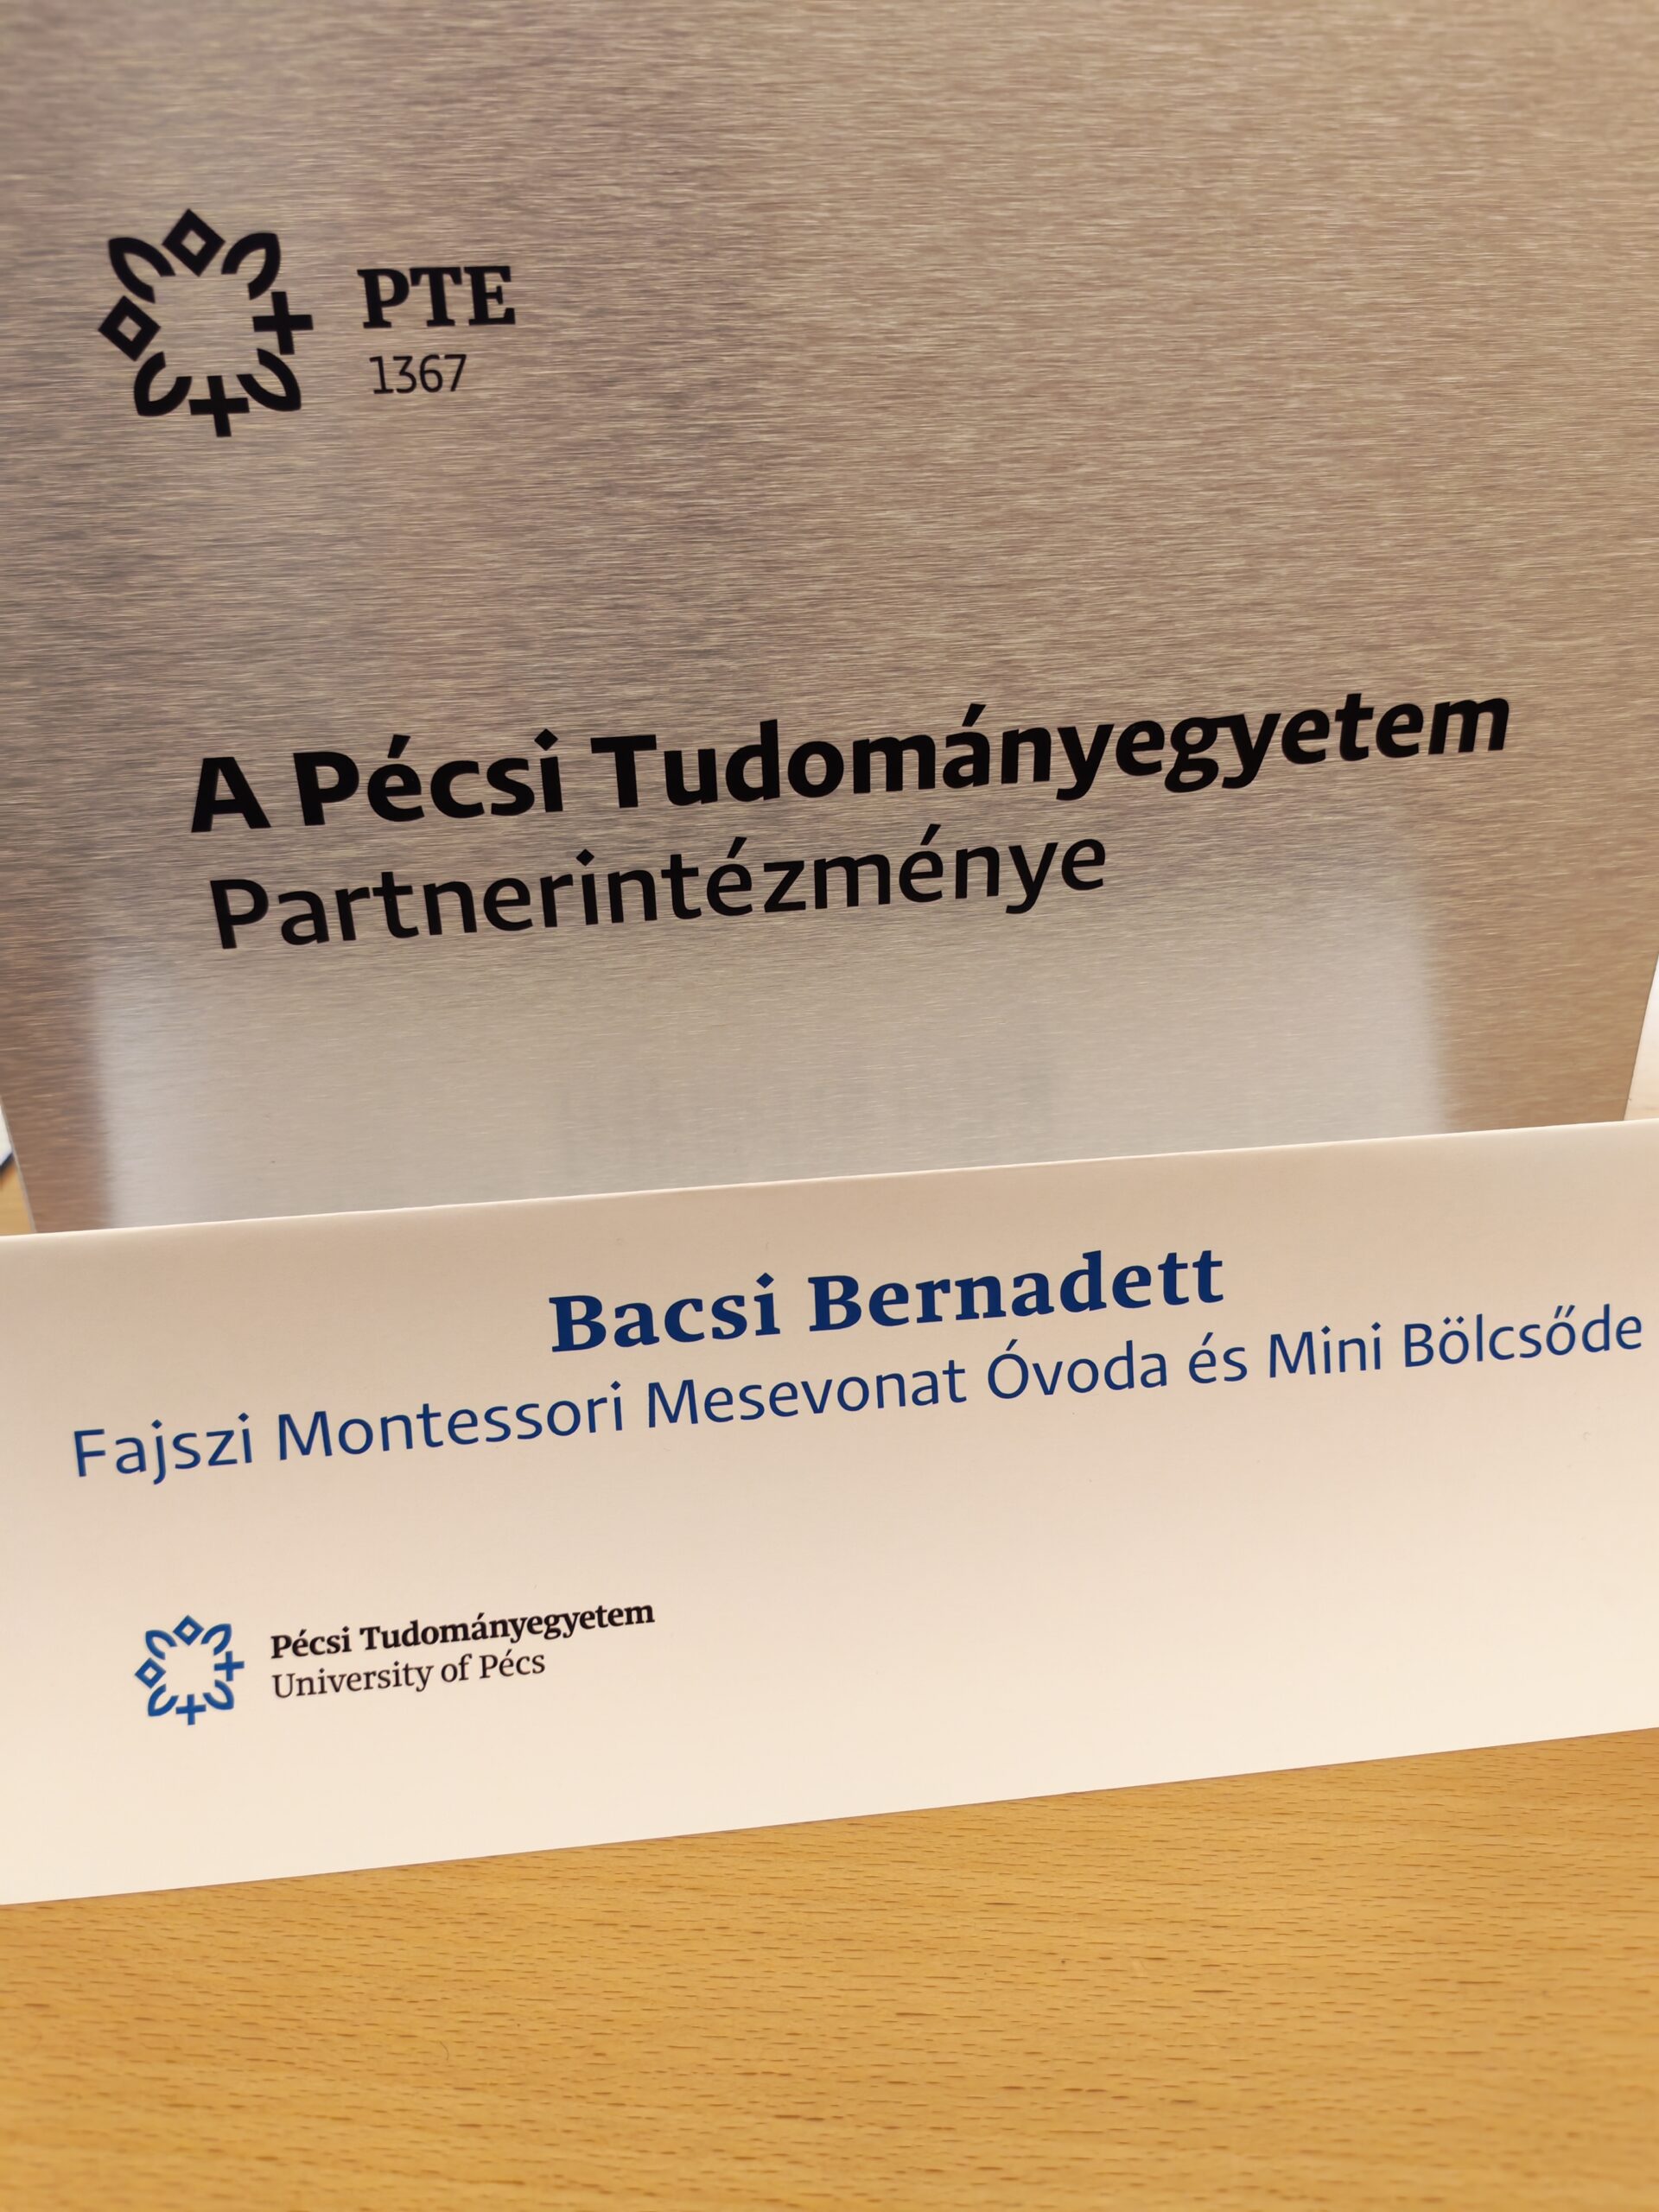 PTE
1367
A Pécsi Tudományegyetem
Partnerintézménye
Bacsi Bernadett
Fajszi Montessori Mesevonat Óvoda és Mini Bölcsőde
Pécsi Tudományegyetem
University of Pécs